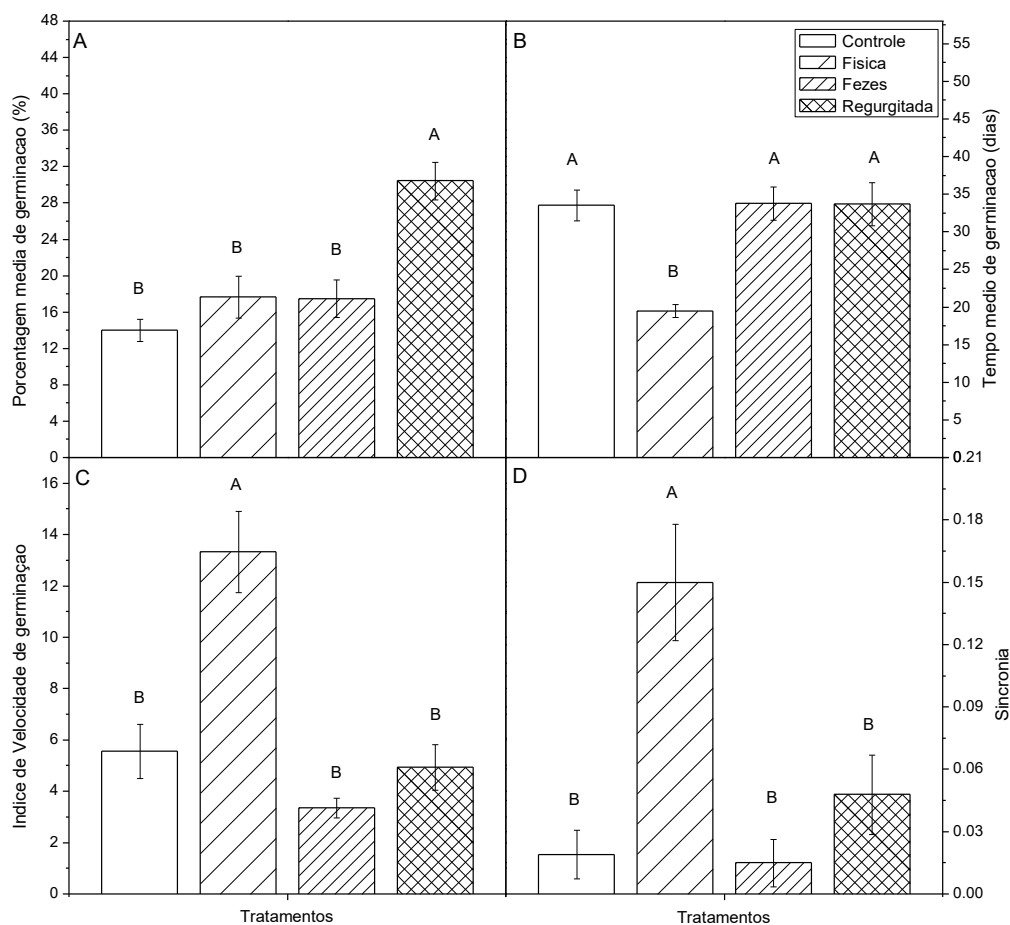 A
Porcentagem media de germinacao (%)
48
44
40
36
32
28
24
20
16
12
8
4
0
B
B
B
A
B
Controle
Fisica
Fezes
Regurgitada
A
B
A
A
55
50
45
40
35
30
25
20
15
10
5
0
Tempo medio de germinacao (dias)
C
Indice de Velocidade de germinaçao
16
14
12
10
8
6
4
2
0
B
A
B
B
Tratamentos
D
B
A
B
B
0.21
0.18
0.15
0.12
0.09
0.06
0.03
0.00
Sincronia
Tratamentos